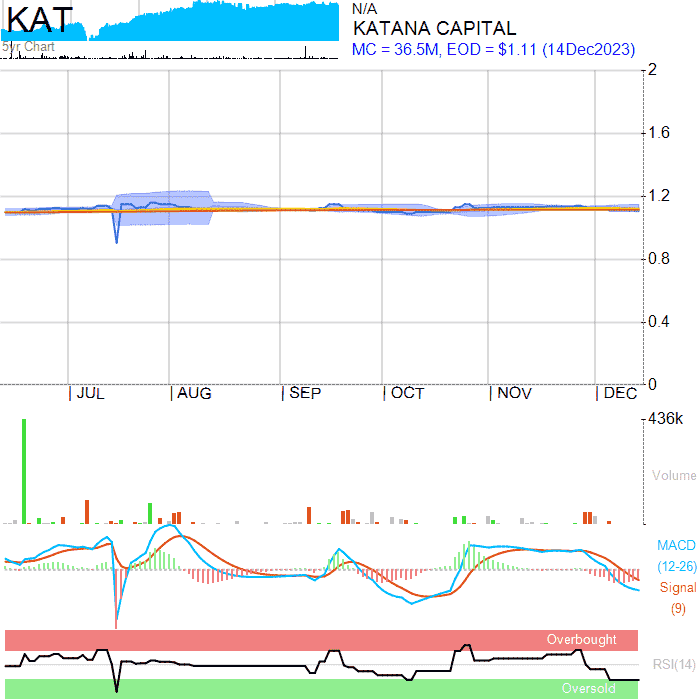 KAT
N/A
KATANA CAPITAL
5yr Chart
MC = 36.5M, EOD = $1.11 (14Dec2023)
2
1.6
1.2
0.8
0.4
0
JUL AUG SEP OCT NOV DEC
436k
Volume
MACD
(12-26)
Signal
(9)
Overbought
RSI(14)
Oversold